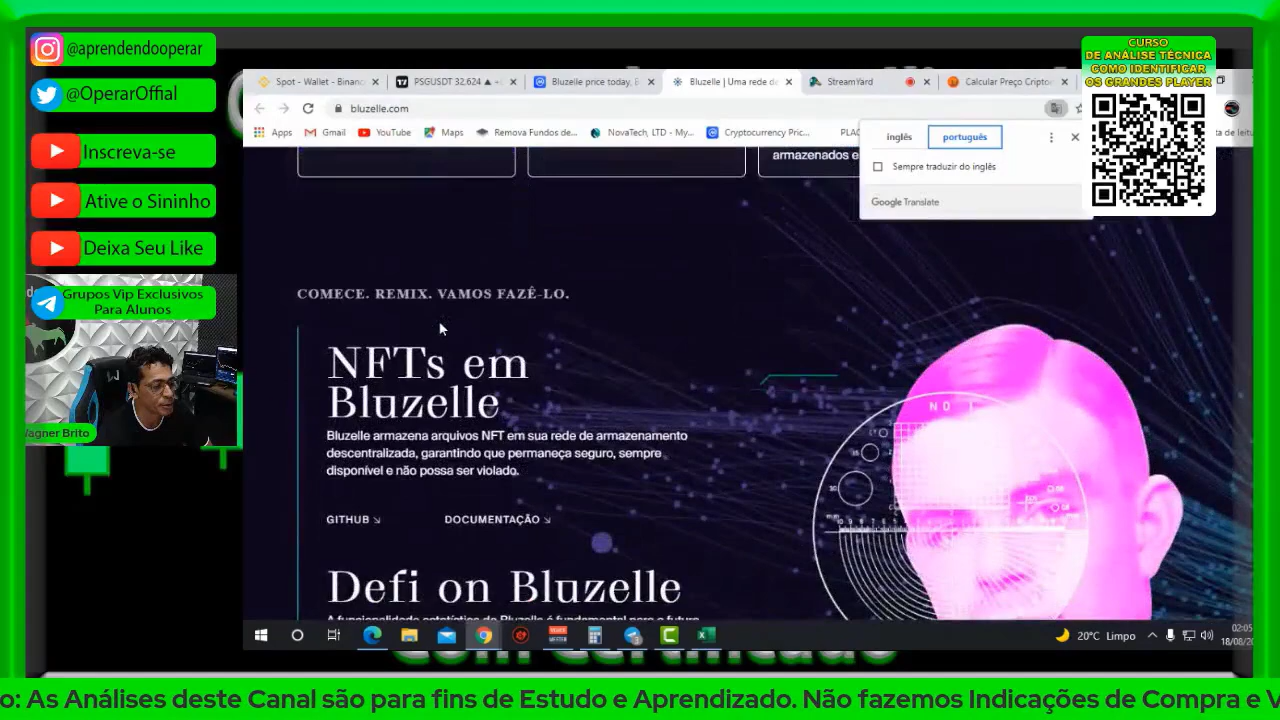 @aprendendooperar
@OperarOffial
Inscreva-se
Ative o Sininho
Deixa Seu Like
Grupos Vip Exclusivos
Para Alunos
Wagner Brito
CURSO
DE ANÁLISE TÉCNICA
COMO IDENTIFICAR
OS GRANDES PLAYER
Spot - Wallet - Binanc
PSGUSDT 32.624 ▲
Bluzelle price today,
Bluzelle | Uma rede de
StreamYard
Calcular Preço Cripto
bluzelle.com
Apps
Gmail
YouTube
Maps
Remova Fundos de...
NovaTech, LTD - My...
Cryptocurrency Pric...
PLAC
ta de leitu
inglês
português
Sempre traduzir do inglês
Google Translate
armazenados e
COMECE. REMIX. VAMOS FAZÊ-LO.
NFTs em
Bluzelle
Bluzelle armazena arquivos NFT em sua rede de armazenamento
descentralizada, garantindo que permaneça seguro, sempre
disponível e não possa ser violado.
GITHUB
DOCUMENTAÇÃO
Defi on Bluzelle
20°C Limpo
02:05
18/08/20
o: As Análises deste Canal são para fins de Estudo e Aprendizado. Não fazemos Indicações de Compra e V